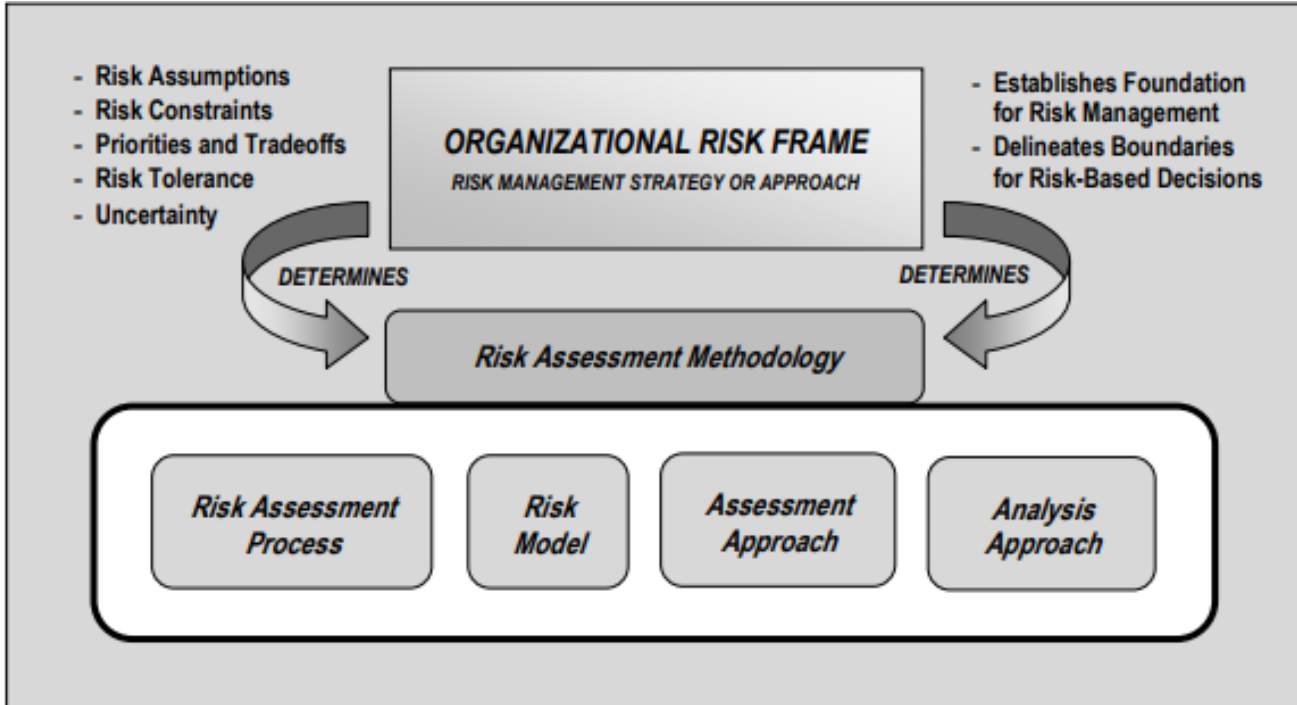 - Risk Assumptions
- Risk Constraints
- Priorities and Tradeoffs
- Risk Tolerance
- Uncertainty
ORGANIZATIONAL RISK FRAME
RISK MANAGEMENT STRATEGY OR APPROACH
- Establishes Foundation
for Risk Management
- Delineates Boundaries
for Risk-Based Decisions
DETERMINES
DETERMINES
Risk Assessment Methodology
Risk Assessment
Process
Risk
Model
Assessment
Approach
Analysis
Approach